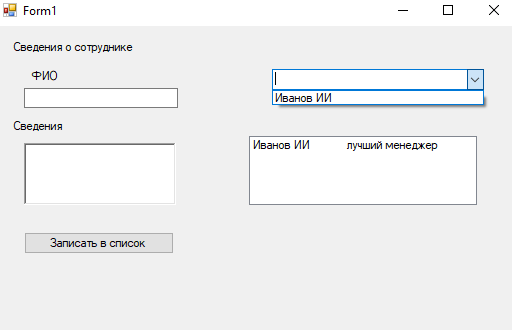 Form1
Сведения о сотруднике
ФИО
Иванов ИИ
Сведения
Иванов ИИ лучший менеджер
Записать в список